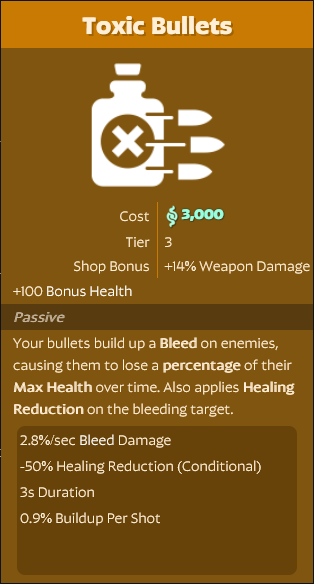 Toxic Bullets
Cost 3,000
Tier 3
Shop Bonus +14% Weapon Damage
+100 Bonus Health
Passive
Your bullets build up a Bleed on enemies,
causing them to lose a percentage of their
Max Health over time. Also applies Healing
Reduction on the bleeding target.
2.8%/sec Bleed Damage
-50% Healing Reduction (Conditional)
3s Duration
0.9% Buildup Per Shot